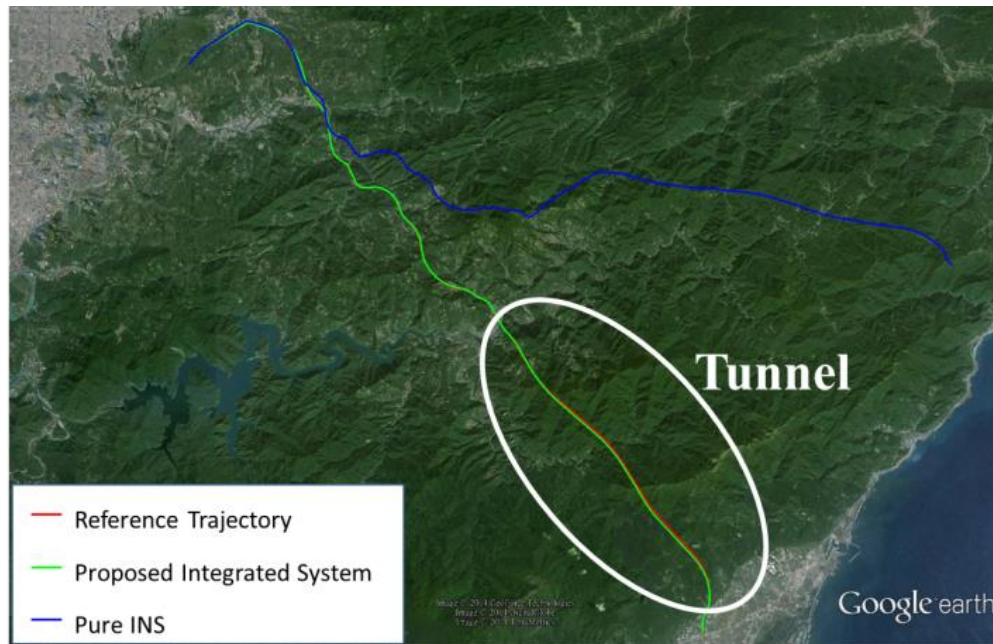 Tunnel
Reference Trajectory
Proposed Integrated System
Pure INS
Google earth